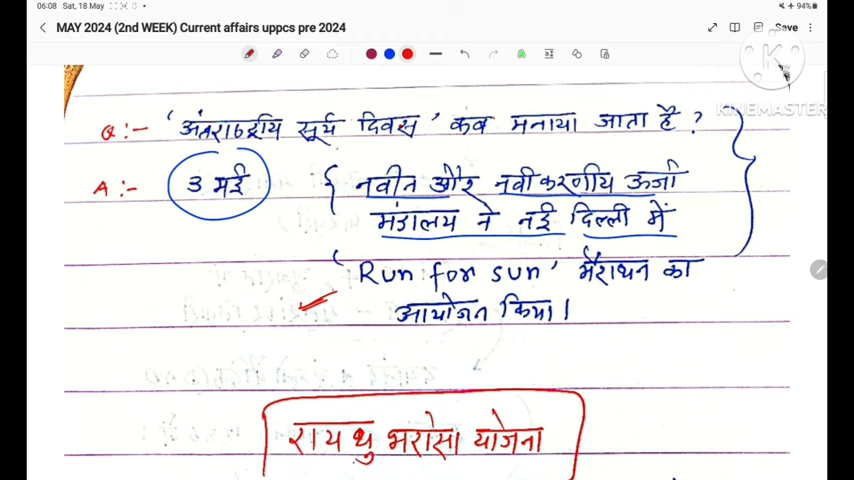 06:08 Sat, 18 May
94%
MAY 2024 (2nd WEEK) Current affairs uppcs pre 2024
Save
KINEMASTER
Q:- 'अंतर्राष्ट्रीय सूर्य दिवस' कब मनाया जाता है ?
A:- 3 मई { नवीन और नवीकरणीय ऊर्जा
मंत्रालय ने नई दिल्ली में
' Run for sun ' मैराथन का
आयोजन किया।
रायथु भरोसा योजना